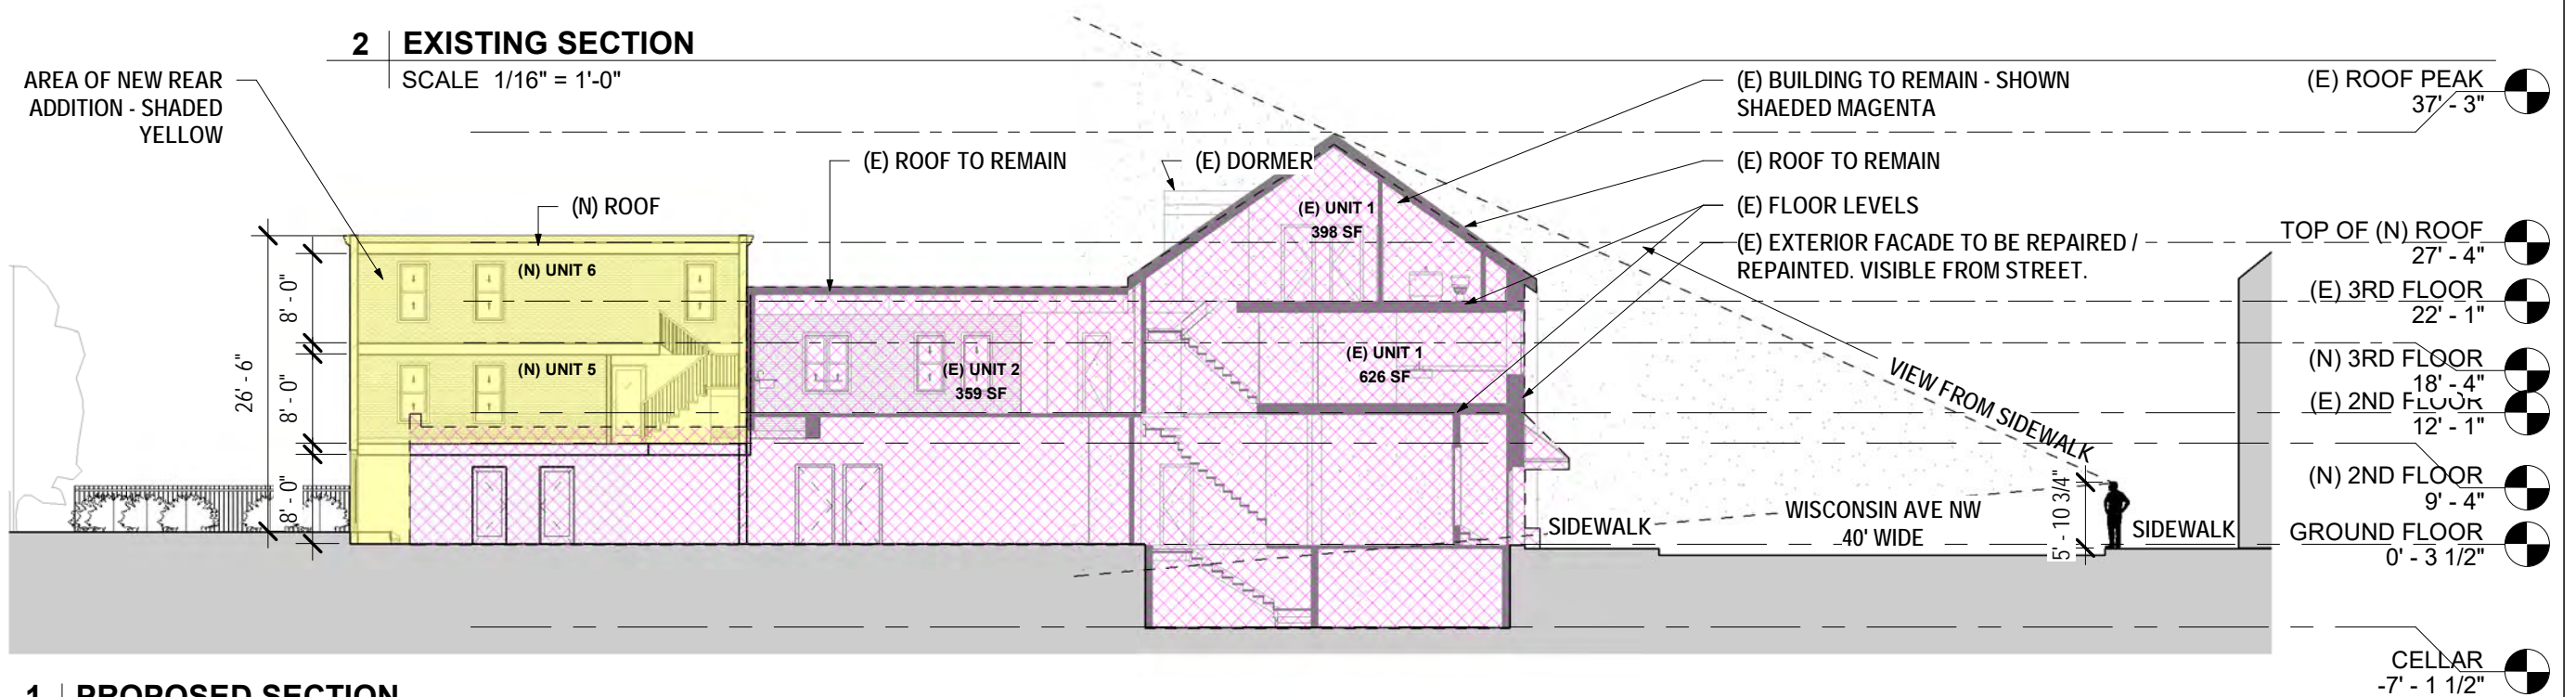 2 EXISTING SECTION
SCALE 1/16" = 1'-0"
AREA OF NEW REAR
ADDITION - SHADED
YELLOW
(N) ROOF
(E) ROOF TO REMAIN
(E) DORMER
(E) BUILDING TO REMAIN - SHOWN
SHAEDED MAGENTA
(E) ROOF TO REMAIN
(E) FLOOR LEVELS
(E) EXTERIOR FACADE TO BE REPAIRED /
REPAINTED. VISIBLE FROM STREET.
(E) ROOF PEAK
37' - 3"
TOP OF (N) ROOF
27' - 4"
(E) 3RD FLOOR
22' - 1"
(N) 3RD FLOOR
18' - 4"
(E) 2ND FLOOR
12' - 1"
(N) 2ND FLOOR
9' - 4"
GROUND FLOOR
0' - 3 1/2"
CELLAR
-7' - 1 1/2"
26' - 6"
8' - 0"
8' - 0"
8' - 0"
(N) UNIT 6
(N) UNIT 5
(E) UNIT 2
359 SF
(E) UNIT 1
398 SF
(E) UNIT 1
626 SF
VIEW FROM SIDEWALK
SIDEWALK
WISCONSIN AVE NW
40' WIDE
5' - 10 3/4"
SIDEWALK
1 PROPOSED SECTION